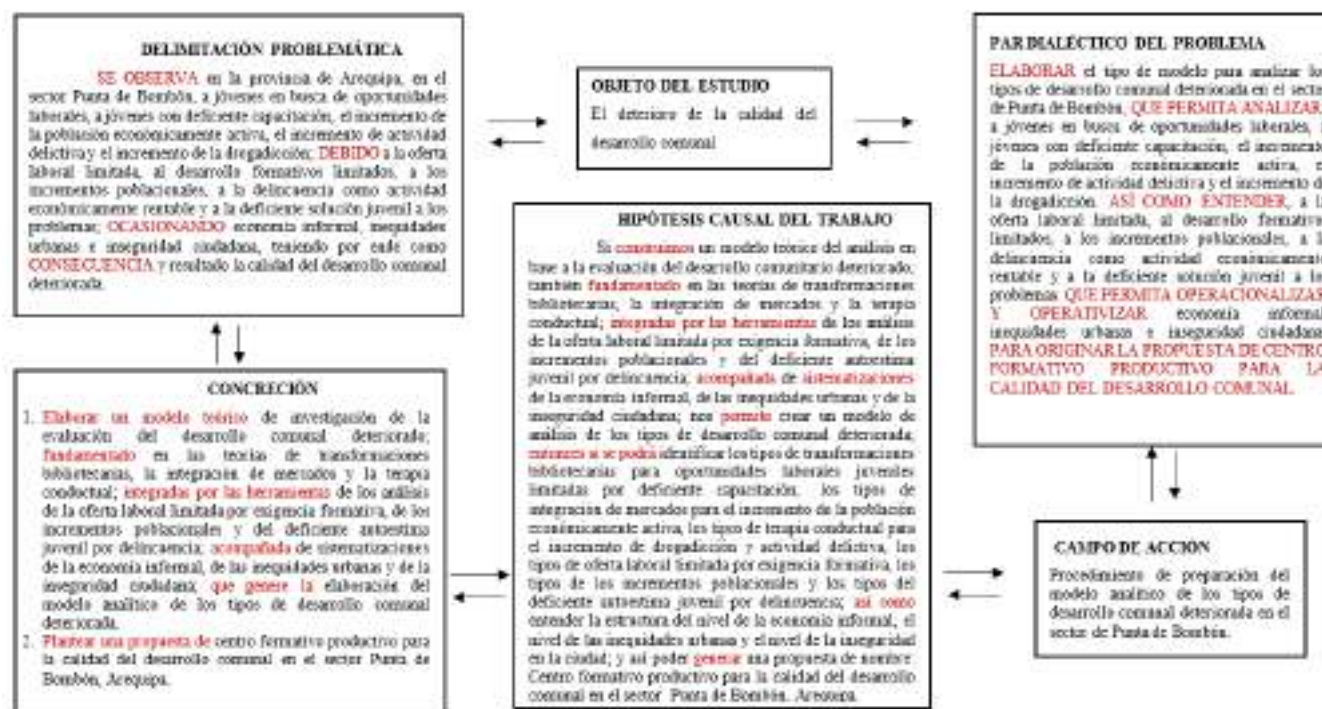 DELIMITACIÓN PROBLEMÁTICA
SE OBSERVA en la provincia de Arequipa, en el
sector Punta de Bombón, a jóvenes en busca de oportunidades
laborales, a jóvenes con deficiente capacitación, el incremento de
la población económicamente activa, el incremento de actividad
delictiva y el incremento de la drogadicción; DEBIDO a la oferta
laboral limitada, al desarrollo formativos limitados, a los
incrementos poblacionales, a la delincuencia como actividad
económicamente rentable y a la deficiente solución juvenil a los
problemas; OCASIONANDO economía informal, inequidades
urbanas e inseguridad ciudadana, teniendo por ende como
CONSECUENCIA y resultado la calidad del desarrollo comunal
deteriorada.
OBJETO DEL ESTUDIO
El deterioro de la calidad del
desarrollo comunal
PAR DIALÉCTICO DEL PROBLEMA
ELABORAR el tipo de modelo para analizar los
tipos de desarrollo comunal deteriorada en el sector
de Punta de Bombón, QUE PERMITA ANALIZAR,
a jóvenes en busca de oportunidades laborales, a
jóvenes con deficiente capacitación, el incremento
de la población económicamente activa, el
incremento de actividad delictiva y el incremento de
la drogadicción. ASÍ COMO ENTENDER, a la
oferta laboral limitada, al desarrollo formativos
limitados, a los incrementos poblacionales, a la
delincuencia como actividad económicamente
rentable y a la deficiente solución juvenil a los
problemas QUE PERMITA OPERACIONALIZAR
Y OPERATIVIZAR economía informal,
inequidades urbanas e inseguridad ciudadana
PARA ORIGINAR LA PROPUESTA DE CENTRO
FORMATIVO PRODUCTIVO PARA LA
CALIDAD DEL DESARROLLO COMUNAL
HIPÓTESIS CAUSAL DEL TRABAJO
Si construimos un modelo teórico del análisis en
base a la evaluación del desarrollo comunitario deteriorado;
también fundamentado en las teorías de transformaciones
bibliotecarias, la integración de mercados y la terapia
conductual; integradas por las herramientas de los análisis
de la oferta laboral limitada por exigencia formativa, de los
incrementos poblacionales y del deficiente autoestima
juvenil por delincuencia; acompañada de sistematizaciones
de la economía informal, de las inequidades urbanas y de la
inseguridad ciudadana; nos permite crear un modelo de
análisis de los tipos de desarrollo comunal deteriorada;
entonces si se podrá identificar los tipos de transformaciones
bibliotecarias para oportunidades laborales juveniles
limitadas por deficiente capacitación, los tipos de
integración de mercados para el incremento de la población
económicamente activa, los tipos de terapia conductual para
el incremento de drogadicción y actividad delictiva, los
tipos de oferta laboral limitada por exigencia formativa, los
tipos de los incrementos poblacionales y los tipos del
deficiente autoestima juvenil por delincuencia; así como
entender la estructura del nivel de la economía informal, el
nivel de las inequidades urbanas y el nivel de la inseguridad
en la ciudad; y así poder generar una propuesta de nombre:
Centro formativo productivo para la calidad del desarrollo
comunal en el sector Punta de Bombón, Arequipa.
CONCRECIÓN
1. Elaborar un modelo teórico de investigación de la
evaluación del desarrollo comunal deteriorado;
fundamentado en las teorías de transformaciones
bibliotecarias, la integración de mercados y la terapia
conductual; integradas por las herramientas de los análisis
de la oferta laboral limitada por exigencia formativa, de los
incrementos poblacionales y del deficiente autoestima
juvenil por delincuencia; acompañada de sistematizaciones
de la economía informal, de las inequidades urbanas y de la
inseguridad ciudadana; que genere la elaboración del
modelo analítico de los tipos de desarrollo comunal
deteriorada.
2. Plantear una propuesta de centro formativo productivo para
la calidad del desarrollo comunal en el sector Punta de
Bombón, Arequipa.
CAMPO DE ACCIÓN
Procedimiento de preparación del
modelo analítico de los tipos de
desarrollo comunal deteriorada en el
sector de Punta de Bombón.